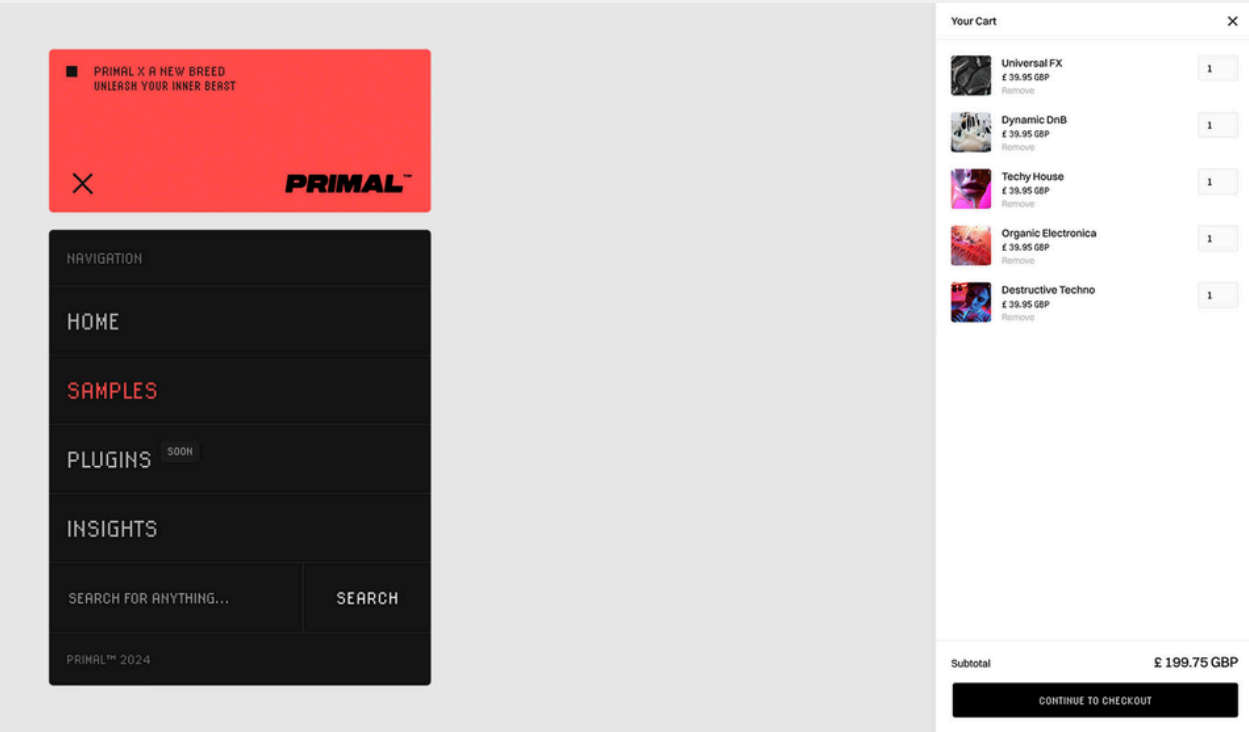 PRIMAL X A NEW BREED
UNLEASH YOUR INNER BEAST
PRIMAL™
NAVIGATION
HOME
SAMPLES
PLUGINS SOON
INSIGHTS
SEARCH FOR ANYTHING... SEARCH
PRIMAL™ 2024
Your Cart
Universal FX
£ 39.95 GBP
Remove
1
Dynamic DnB
£ 39.95 GBP
Remove
1
Techy House
£ 39.95 GBP
Remove
1
Organic Electronica
£ 39.95 GBP
Remove
1
Destructive Techno
£ 39.95 GBP
Remove
1
Subtotal £ 199.75 GBP
CONTINUE TO CHECKOUT